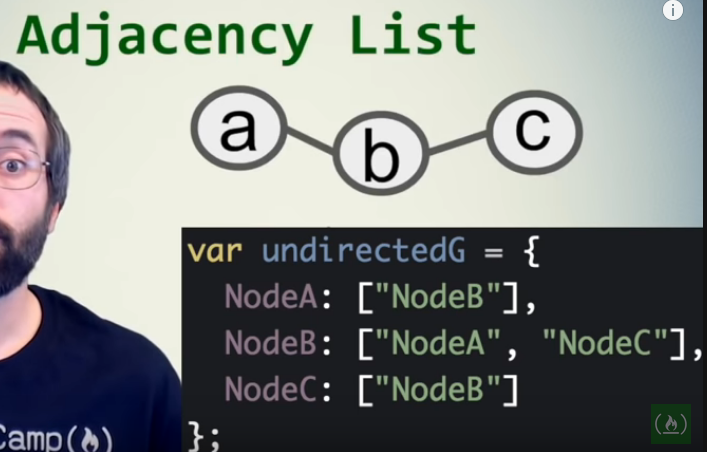 Adjacency List
a
b
c
var undirectedG = {
NodeA: ["NodeB"],
NodeB: ["NodeA", "NodeC"],
NodeC: ["NodeB"]
};
Camp(🔥)
i
(🔥)